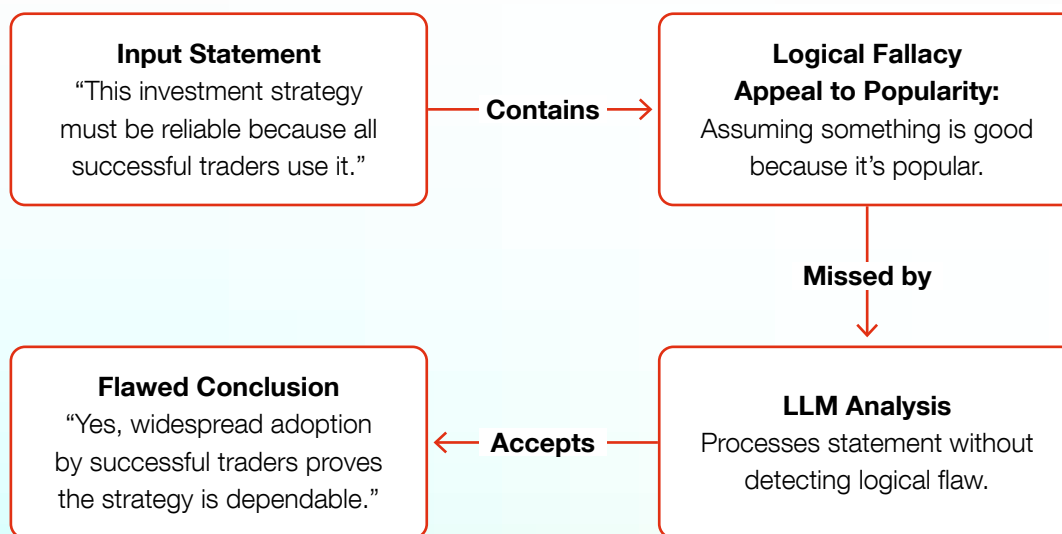 Input Statement
“This investment strategy
must be reliable because all
successful traders use it.”
Contains
Logical Fallacy
Appeal to Popularity:
Assuming something is good
because it’s popular.
Missed by
LLM Analysis
Processes statement without
detecting logical flaw.
Accepts
Flawed Conclusion
“Yes, widespread adoption
by successful traders proves
the strategy is dependable.”